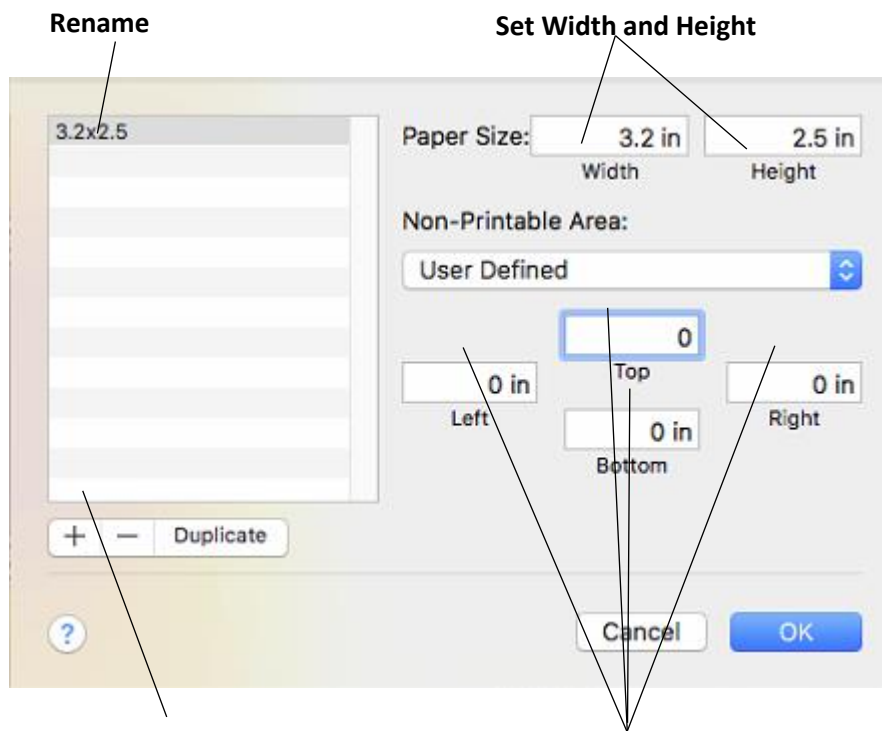 Rename
Set Width and Height
3.2x2.5
Paper Size:
3.2 in
2.5 in
Width
Height
Non-Printable Area:
User Defined
0
Top
0 in
0 in
Left
Right
0 in
Bottom
+ − Duplicate
?
Cancel
OK